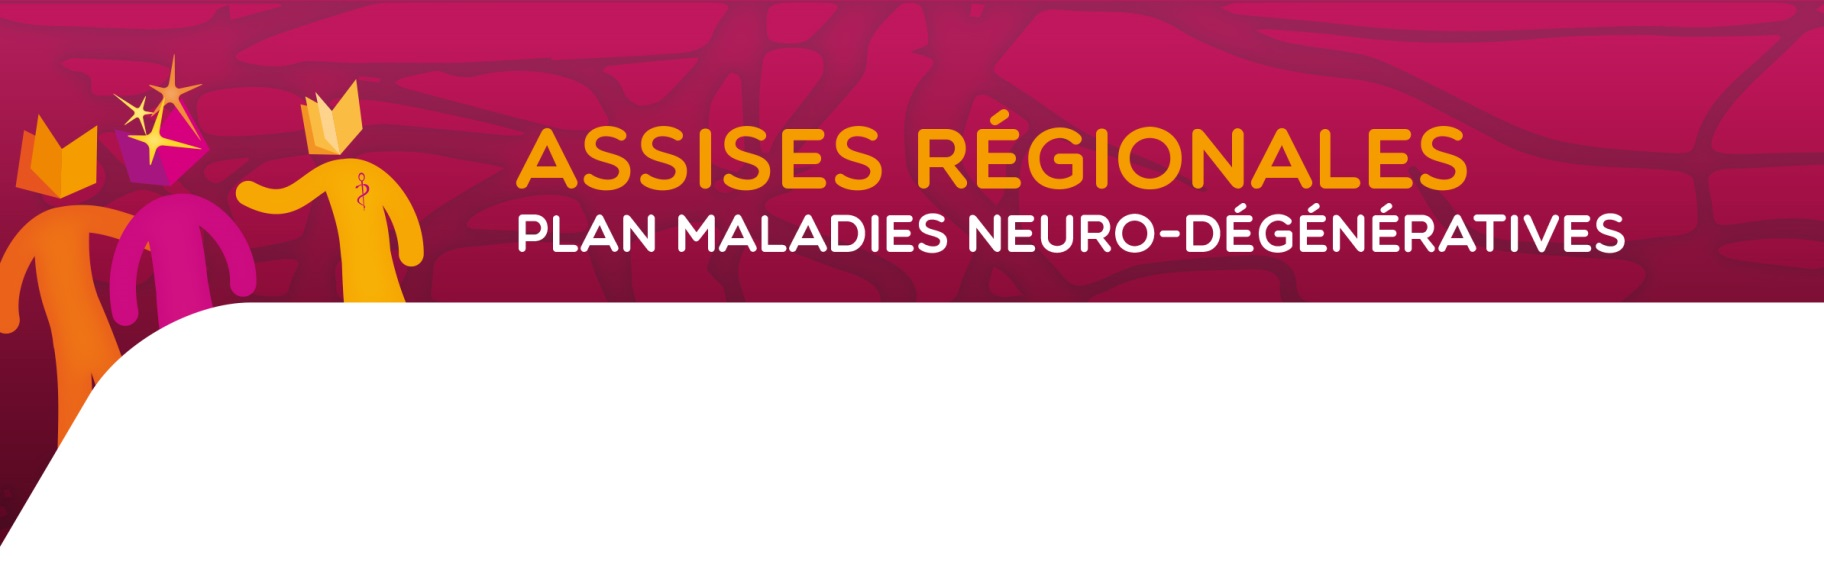 ASSISES RÉGIONALES
PLAN MALADIES NEURO-DÉGÉNÉRATIVES